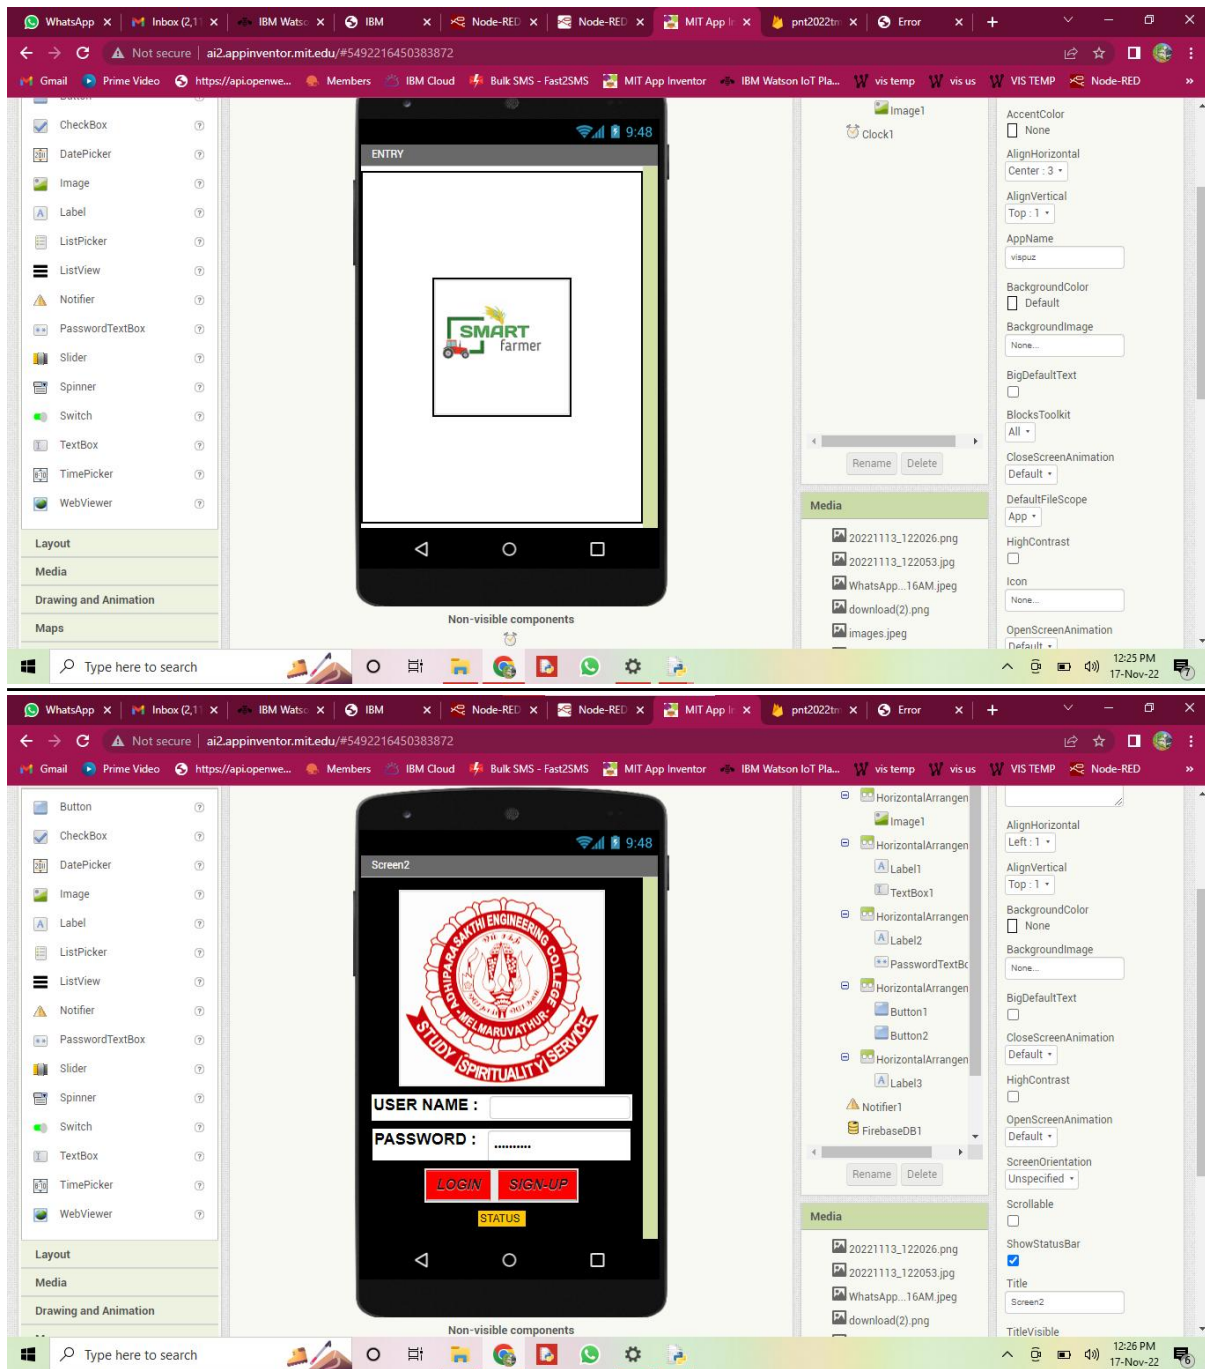 WhatsApp
Inbox (2,1
IBM Wats
IBM
Node-RED
Node-RED
MIT App In
pnt2022tm
Error
Not secure | ai2.appinventor.mit.edu/#5492216450383872
Gmail
Prime Video
https://api.openwe...
Members
IBM Cloud
Bulk SMS - Fast2SMS
MIT App Inventor
IBM Watson IoT Pla...
vis temp
vis us
VIS TEMP
Node-RED
»
Button
CheckBox
DatePicker
Image
Label
ListPicker
ListView
Notifier
PasswordTextBox
Slider
Spinner
Switch
TextBox
TimePicker
WebViewer
Layout
Media
Drawing and Animation
Maps
9:48
ENTRY
SMART
farmer
Non-visible components
Image1
Clock1
Rename Delete
Media
20221113_122026.png
20221113_122053.jpg
WhatsApp...16AM.jpeg
download(2).png
images.jpeg
AccentColor
None
AlignHorizontal
Center : 3
AlignVertical
Top : 1
AppName
vispuz
BackgroundColor
Default
BackgroundImage
None...
BigDefaultText
BlocksToolkit
All
CloseScreenAnimation
Default
DefaultFileScope
App
HighContrast
Icon
None...
OpenScreenAnimation
Default
Type here to search
12:25 PM
17-Nov-22
7
WhatsApp
Inbox (2,1
IBM Wats
IBM
Node-RED
Node-RED
MIT App In
pnt2022tm
Error
Not secure | ai2.appinventor.mit.edu/#5492216450383872
Gmail
Prime Video
https://api.openwe...
Members
IBM Cloud
Bulk SMS - Fast2SMS
MIT App Inventor
IBM Watson IoT Pla...
vis temp
vis us
VIS TEMP
Node-RED
»
Button
CheckBox
DatePicker
Image
Label
ListPicker
ListView
Notifier
PasswordTextBox
Slider
Spinner
Switch
TextBox
TimePicker
WebViewer
Layout
Media
Drawing and Animation
9:48
Screen2
ADHIPARASAKTHI ENGINEERING COLLEGE
MELMARUVATHUR
STUDY SPIRITUALITY SERVICE
USER NAME :
PASSWORD : ..........
LOGIN SIGN-UP
STATUS
Non-visible components
HorizontalArrangen
Image1
HorizontalArrangen
Label1
TextBox1
HorizontalArrangen
Label2
PasswordTextBo
HorizontalArrangen
Button1
Button2
HorizontalArrangen
Label3
Notifier1
FirebaseDB1
Rename Delete
Media
20221113_122026.png
20221113_122053.jpg
WhatsApp...16AM.jpeg
download(2).png
AlignHorizontal
Left : 1
AlignVertical
Top : 1
BackgroundColor
None
BackgroundImage
None...
BigDefaultText
CloseScreenAnimation
Default
HighContrast
OpenScreenAnimation
Default
ScreenOrientation
Unspecified
Scrollable
ShowStatusBar
Title
Screen2
TitleVisible
Type here to search
12:26 PM
17-Nov-22
6